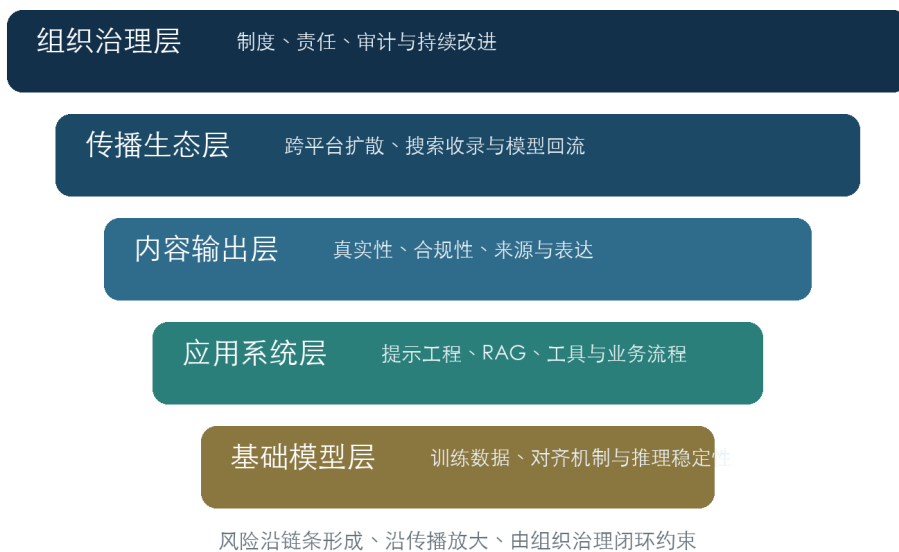 组织治理层 制度、责任、审计与持续改进
传播生态层 跨平台扩散、搜索收录与模型回流
内容输出层 真实性、合规性、来源与表达
应用系统层 提示工程、RAG、工具与业务流程
基础模型层 训练数据、对齐机制与推理稳定性
风险沿链条形成、沿传播放大、由组织治理闭环约束